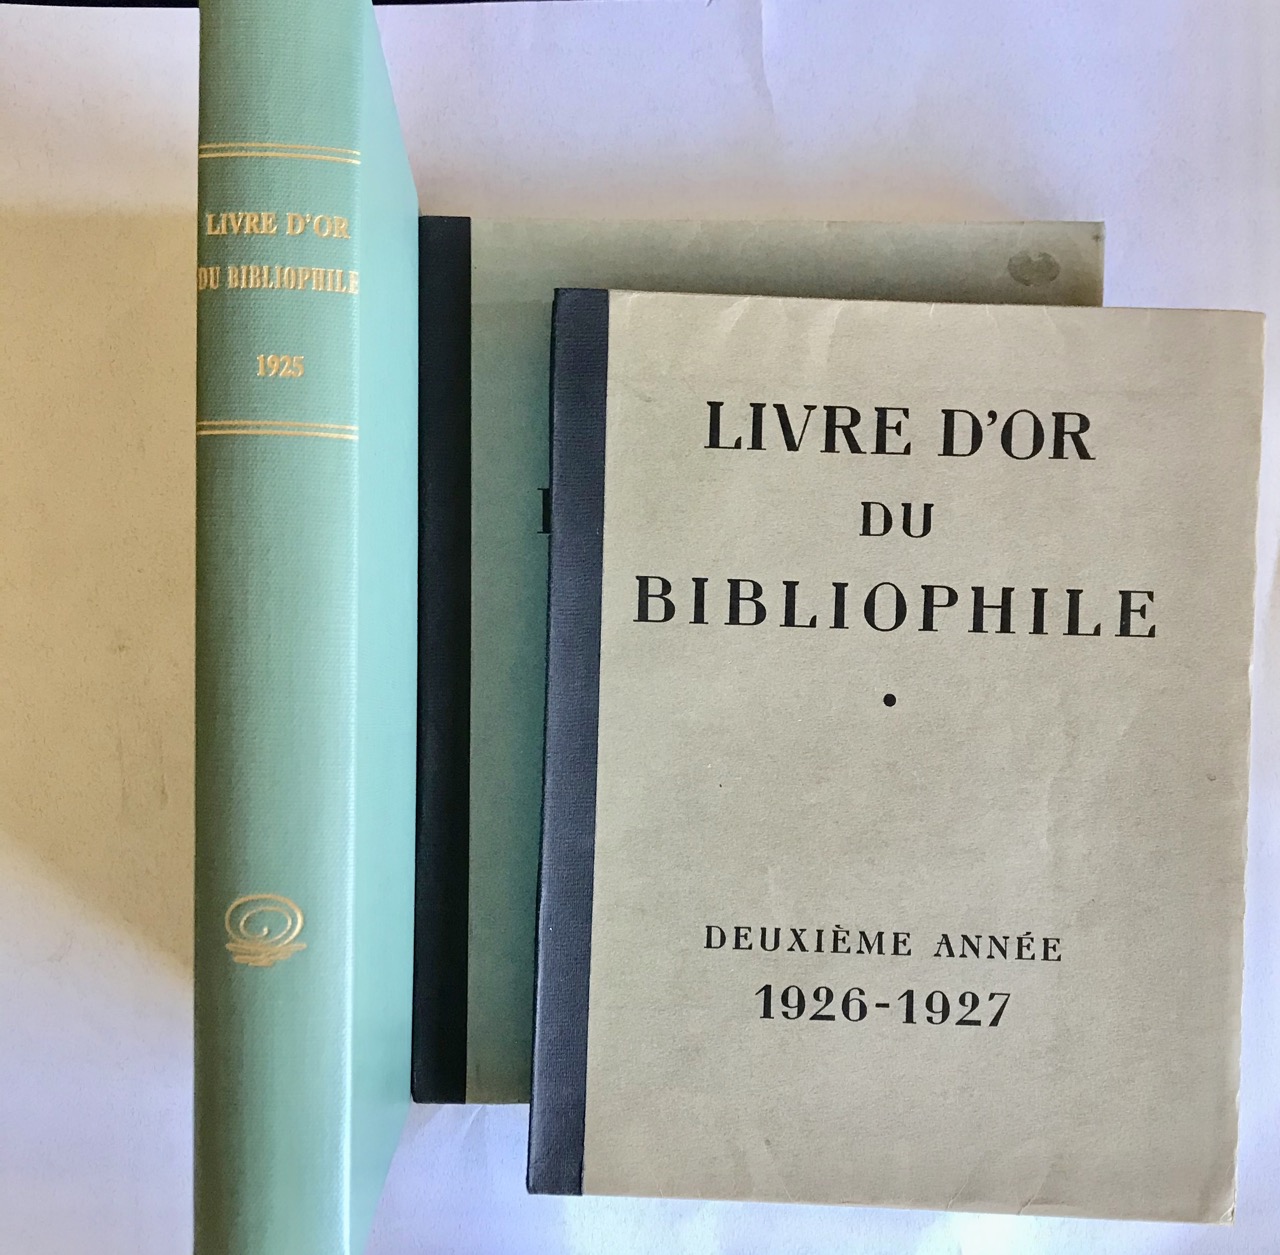 LIVRE D'OR
DU BIBLIOPHILE
1925
LIVRE D'OR
DU
BIBLIOPHILE
•
DEUXIÈME ANNÉE
1926-1927